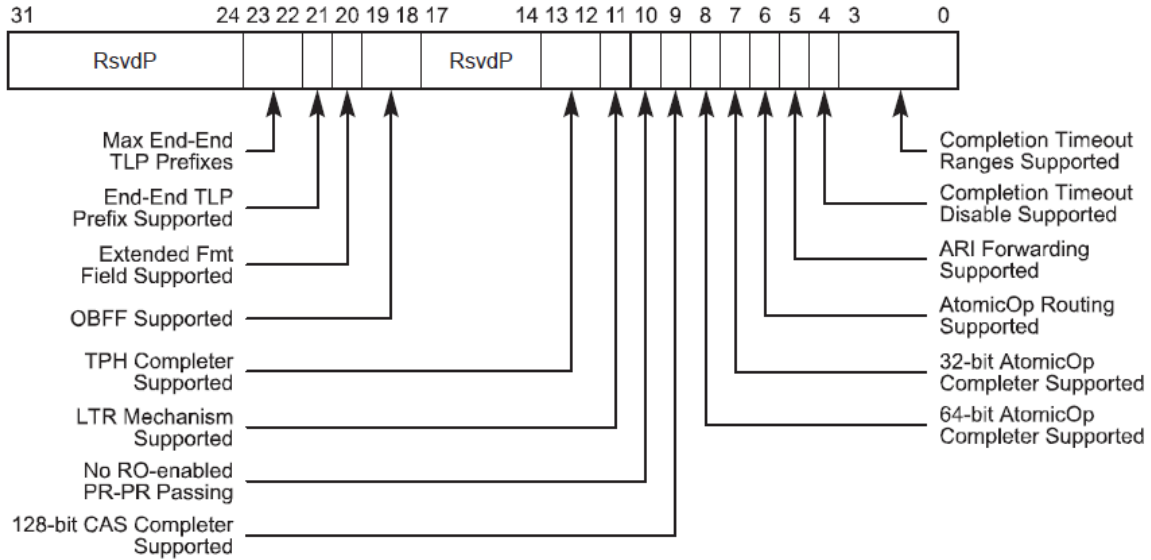 31 24 23 22 21 20 19 18 17 14 13 12 11 10 9 8 7 6 5 4 3 0
RsvdP RsvdP
Max End-End
TLP Prefixes
End-End TLP
Prefix Supported
Extended Fmt
Field Supported
OBFF Supported
TPH Completer
Supported
LTR Mechanism
Supported
No RO-enabled
PR-PR Passing
128-bit CAS Completer
Supported
Completion Timeout
Ranges Supported
Completion Timeout
Disable Supported
ARI Forwarding
Supported
AtomicOp Routing
Supported
32-bit AtomicOp
Completer Supported
64-bit AtomicOp
Completer Supported